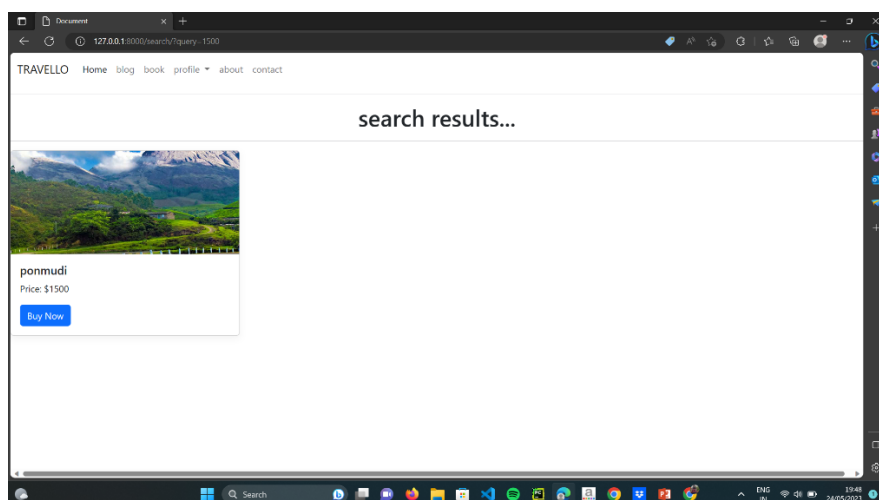 Document
127.0.0.1:8000/search/?query=1500
TRAVELLO Home blog book profile about contact
search results...
ponmudi
Price: $1500
Buy Now
Search
ENG
IN
19:48
24/05/2023